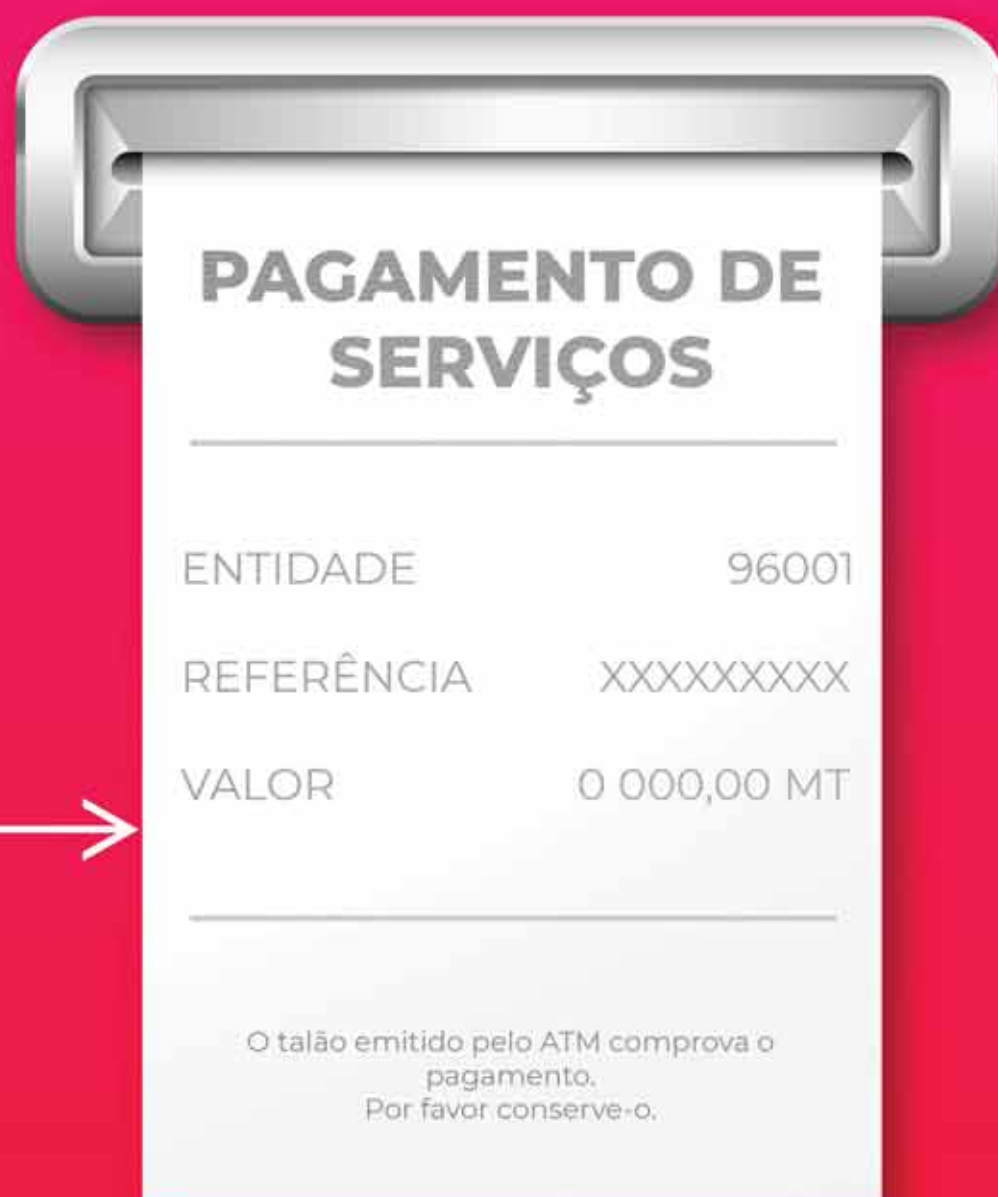 PAGAMENTO DE
SERVIÇOS
ENTIDADE 96001
REFERÊNCIA XXXXXXXXX
VALOR 0 000,00 MT
O talão emitido pelo ATM comprova o
pagamento.
Por favor conserve-o.